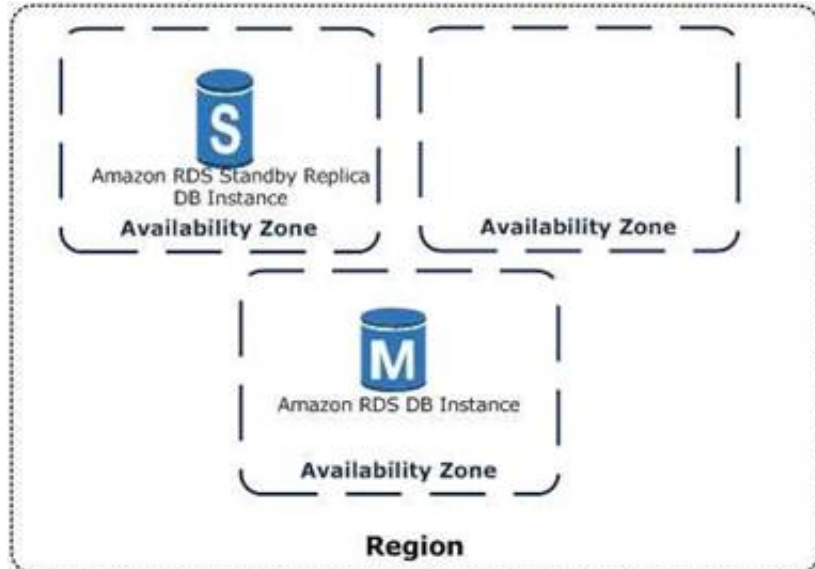 S
Amazon RDS Standby Replica
DB Instance
Availability Zone
Availability Zone
M
Amazon RDS DB Instance
Availability Zone
Region